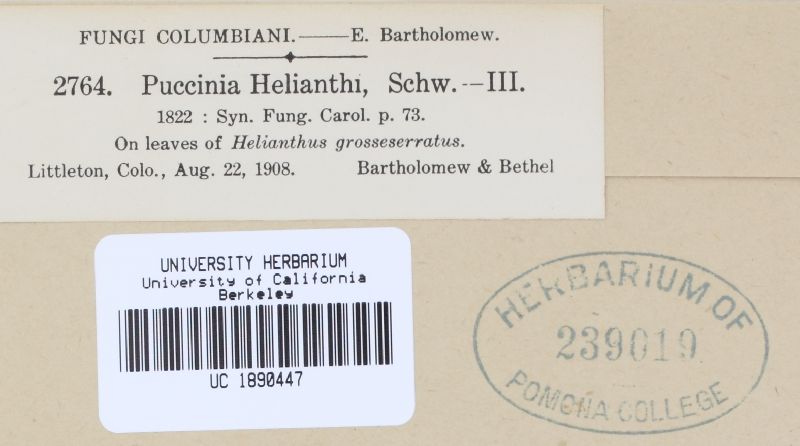 FUNGI COLUMBIANI.——E. Bartholomew.
2764. Puccinia Helianthi, Schw.--III.
1822 : Syn. Fung. Carol. p. 73.
On leaves of Helianthus grosseserratus.
Littleton, Colo., Aug. 22, 1908. Bartholomew & Bethel
UNIVERSITY HERBARIUM
University of California
Berkeley
UC 1890447
HERBARIUM OF
239019
POMONA COLLEGE